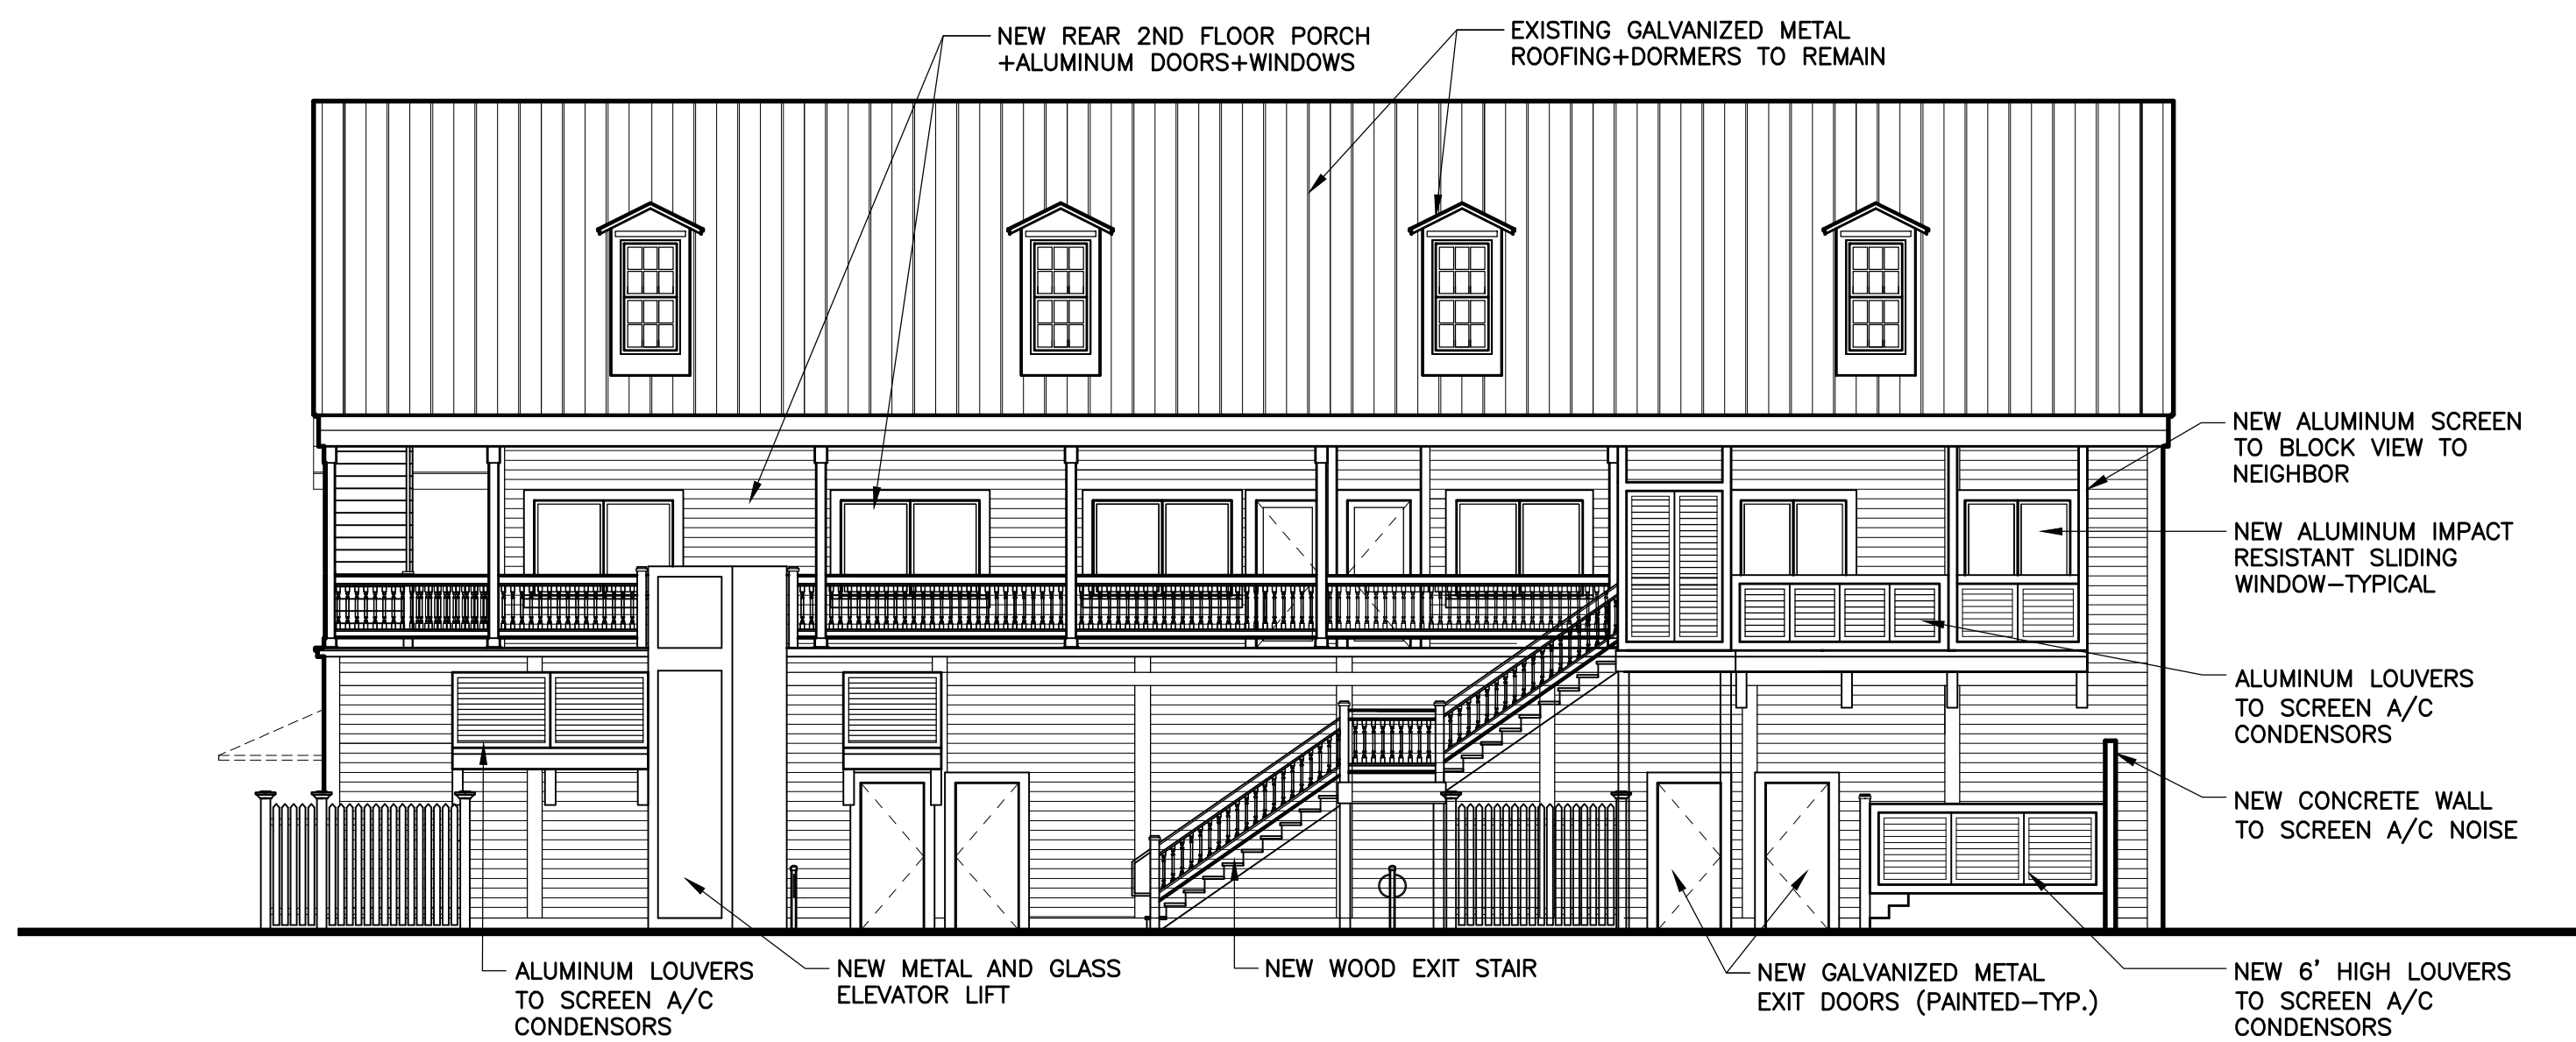 NEW REAR 2ND FLOOR PORCH
+ALUMINUM DOORS+WINDOWS
EXISTING GALVANIZED METAL
ROOFING+DORMERS TO REMAIN
NEW ALUMINUM SCREEN
TO BLOCK VIEW TO
NEIGHBOR
NEW ALUMINUM IMPACT
RESISTANT SLIDING
WINDOW-TYPICAL
ALUMINUM LOUVERS
TO SCREEN A/C
CONDENSORS
NEW CONCRETE WALL
TO SCREEN A/C NOISE
ALUMINUM LOUVERS
TO SCREEN A/C
CONDENSORS
NEW METAL AND GLASS
ELEVATOR LIFT
NEW WOOD EXIT STAIR
NEW GALVANIZED METAL
EXIT DOORS (PAINTED-TYP.)
NEW 6' HIGH LOUVERS
TO SCREEN A/C
CONDENSORS